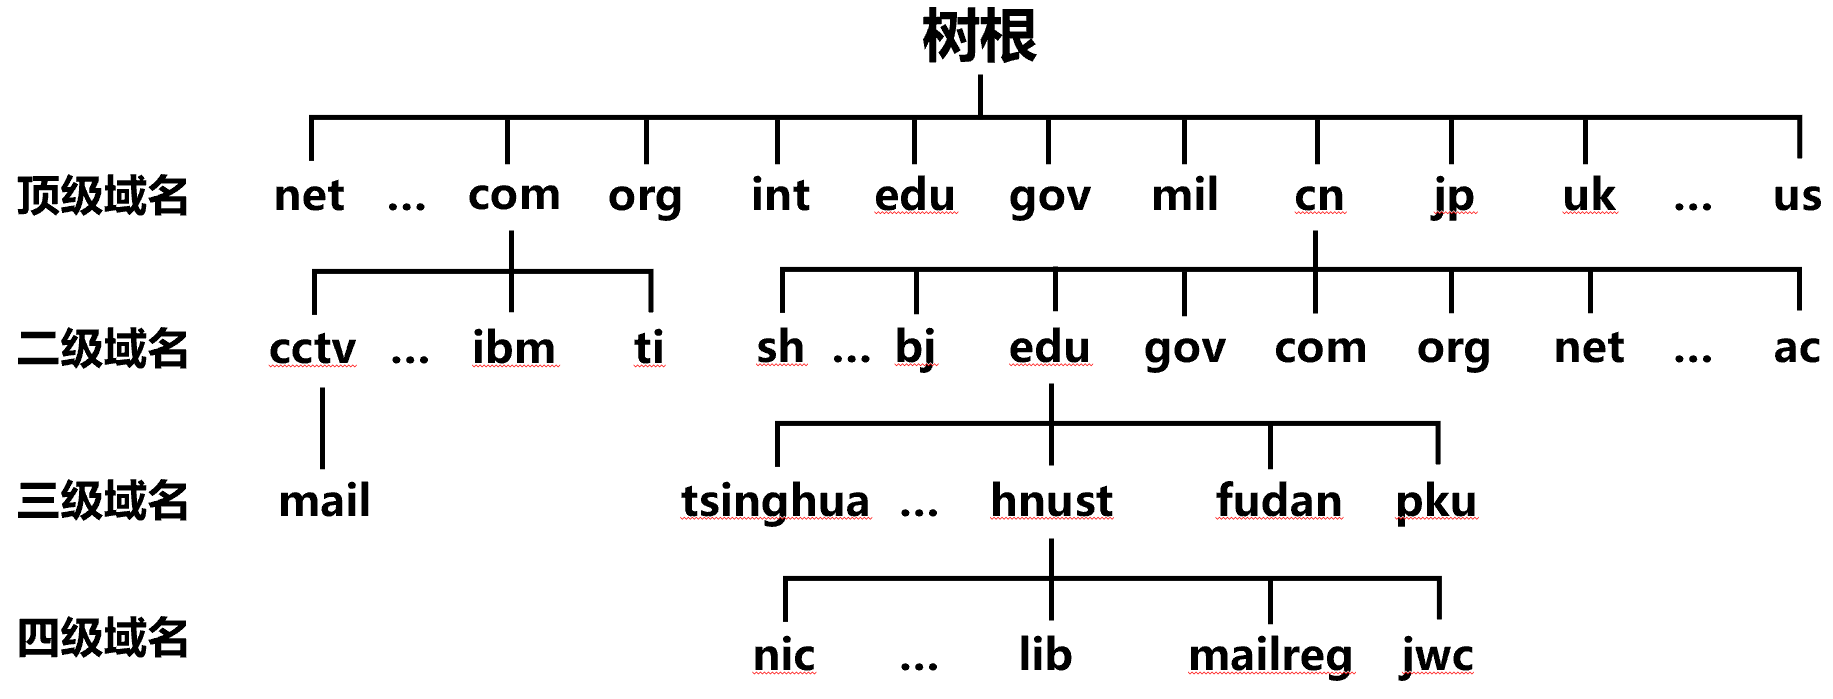 树根
顶级域名 net ... com org int edu gov mil cn jp uk ... us
二级域名 cctv ... ibm ti sh ... bj edu gov com org net ... ac
三级域名 mail tsinghua ... hnust fudan pku
四级域名 nic ... lib mailreg jwc